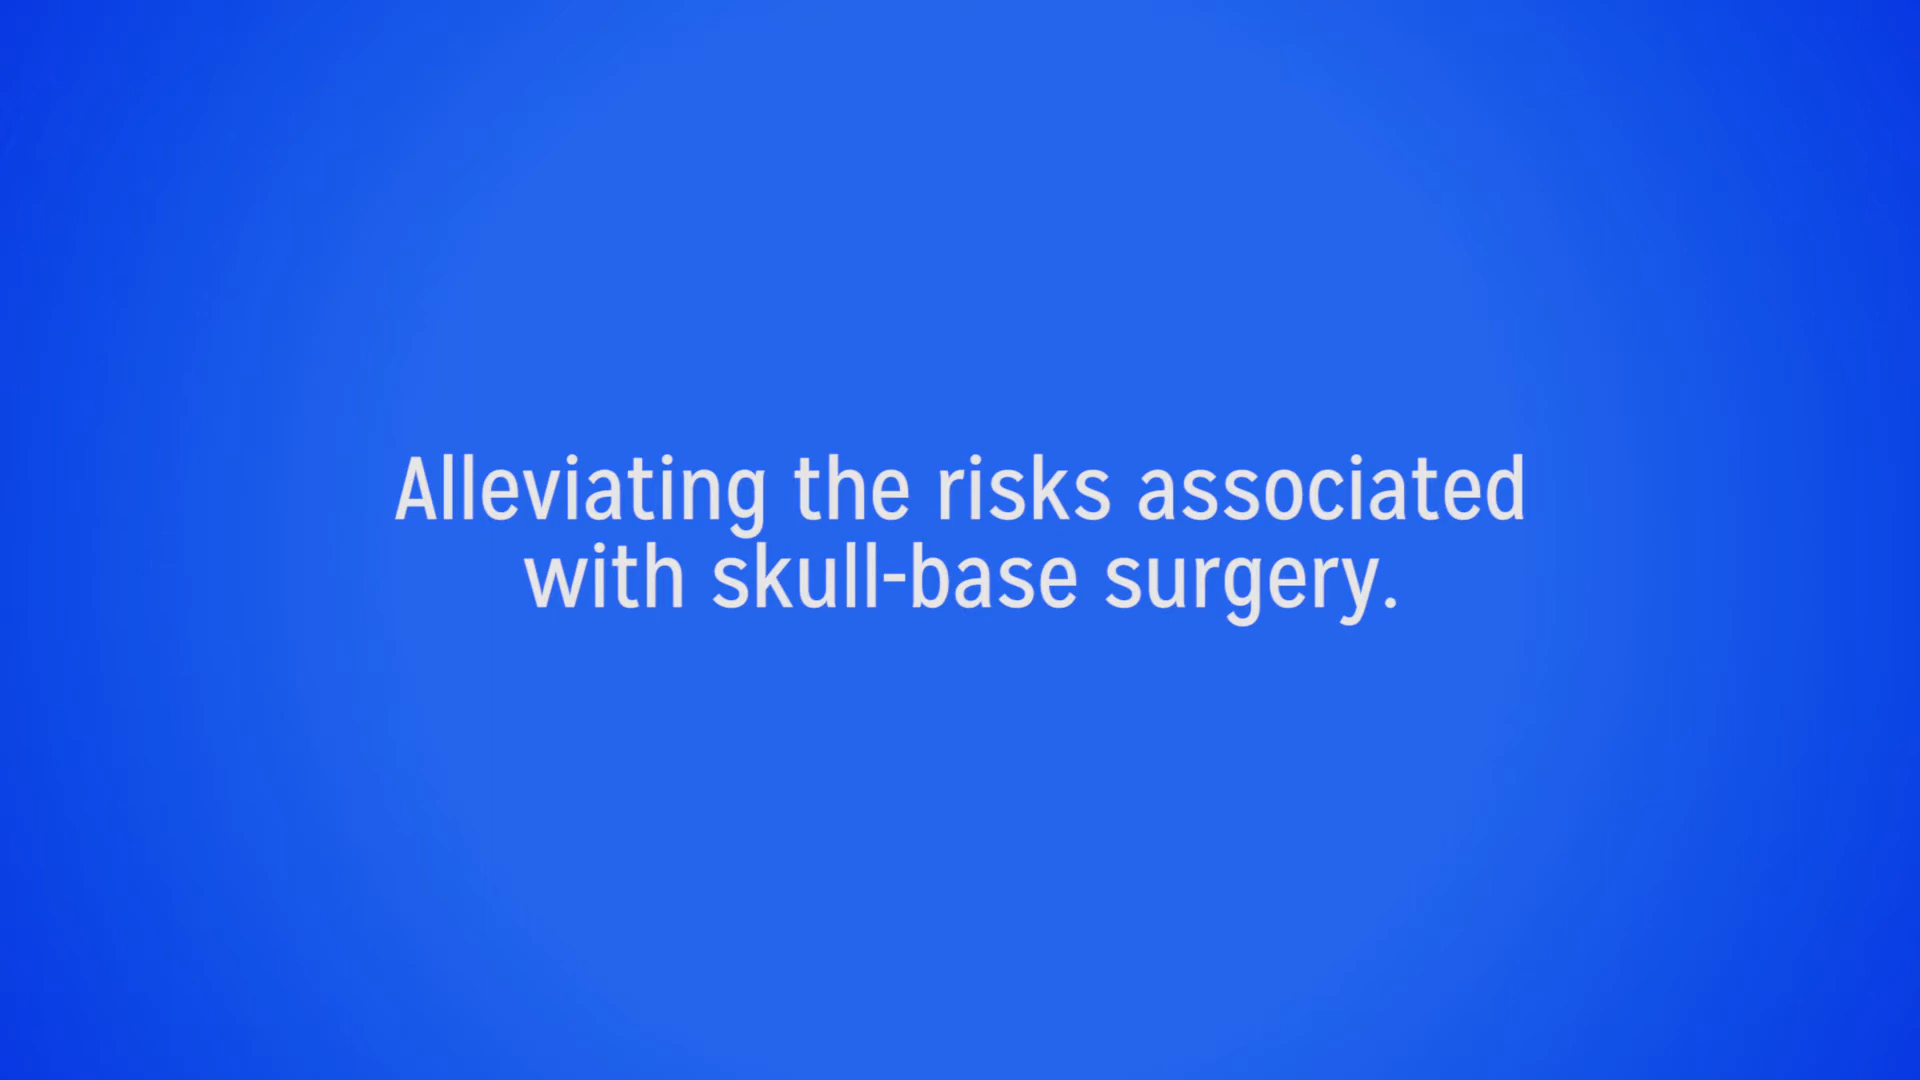 Alleviating the risks associated
with skull-base surgery.